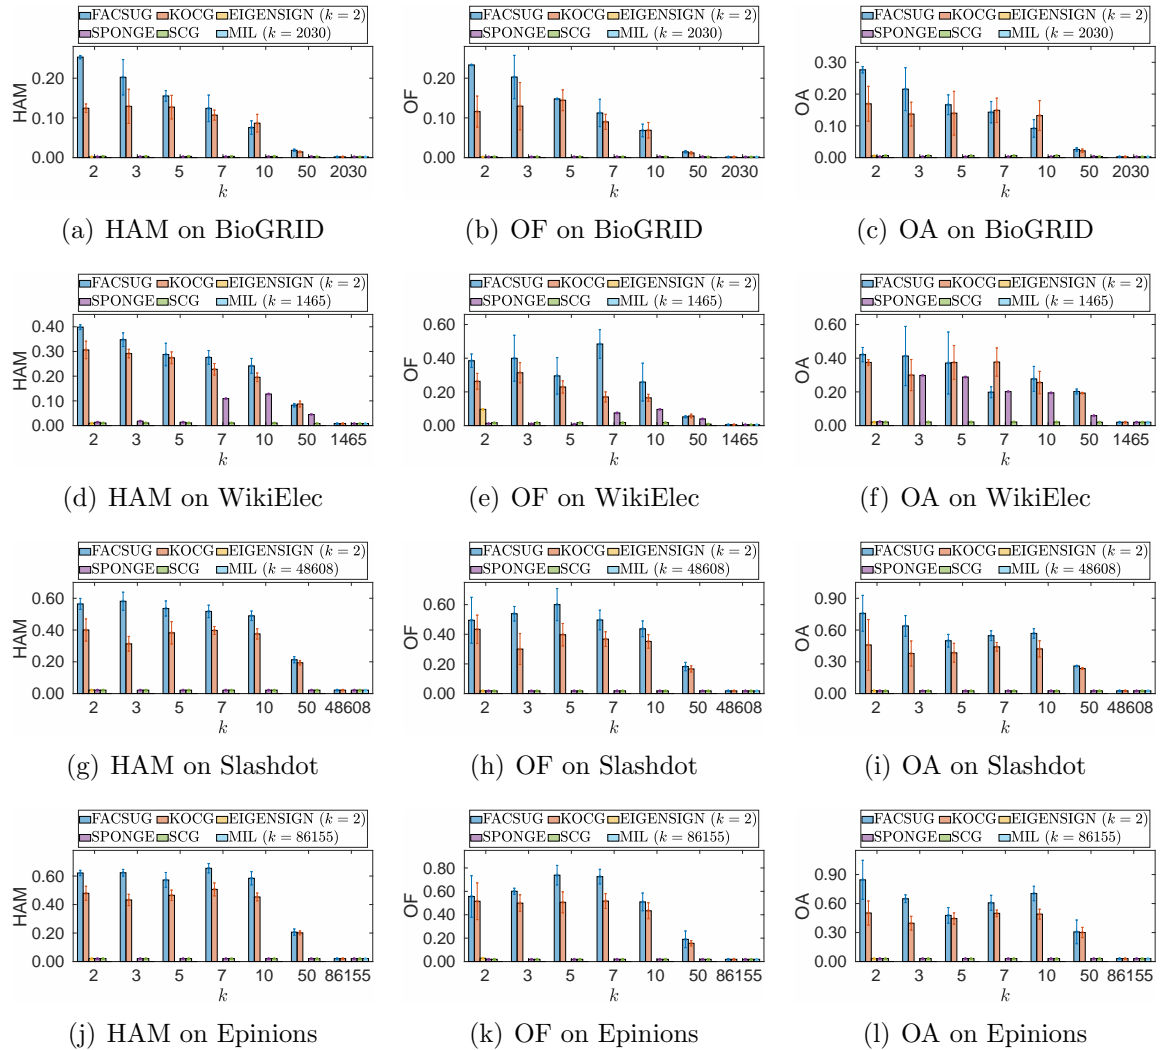 FACSUG KOCG EIGENSIGN (k = 2) FACSUG KOCG EIGENSIGN (k = 2) FACSUG KOCG EIGENSIGN (k = 2)
SPONGE SCG MIL (k = 2030) SPONGE SCG MIL (k = 2030) SPONGE SCG MIL (k = 2030)
HAM 0.20 0.10 0.00
OF 0.20 0.10 0.00
OA 0.30 0.20 0.10 0.00
2 3 5 7 10 50 2030 2 3 5 7 10 50 2030 2 3 5 7 10 50 2030
k k k
(a) HAM on BioGRID (b) OF on BioGRID (c) OA on BioGRID
FACSUG KOCG EIGENSIGN (k = 2) FACSUG KOCG EIGENSIGN (k = 2) FACSUG KOCG EIGENSIGN (k = 2)
SPONGE SCG MIL (k = 1465) SPONGE SCG MIL (k = 1465) SPONGE SCG MIL (k = 1465)
HAM 0.40 0.30 0.20 0.10 0.00
OF 0.60 0.40 0.20 0.00
OA 0.60 0.40 0.20 0.00
2 3 5 7 10 50 1465 2 3 5 7 10 50 1465 2 3 5 7 10 50 1465
k k k
(d) HAM on WikiElec (e) OF on WikiElec (f) OA on WikiElec
FACSUG KOCG EIGENSIGN (k = 2) FACSUG KOCG EIGENSIGN (k = 2) FACSUG KOCG EIGENSIGN (k = 2)
SPONGE SCG MIL (k = 48608) SPONGE SCG MIL (k = 48608) SPONGE SCG MIL (k = 48608)
HAM 0.60 0.40 0.20 0.00
OF 0.60 0.40 0.20 0.00
OA 0.90 0.60 0.30 0.00
2 3 5 7 10 50 48608 2 3 5 7 10 50 48608 2 3 5 7 10 50 48608
k k k
(g) HAM on Slashdot (h) OF on Slashdot (i) OA on Slashdot
FACSUG KOCG EIGENSIGN (k = 2) FACSUG KOCG EIGENSIGN (k = 2) FACSUG KOCG EIGENSIGN (k = 2)
SPONGE SCG MIL (k = 86155) SPONGE SCG MIL (k = 86155) SPONGE SCG MIL (k = 86155)
HAM 0.60 0.40 0.20 0.00
OF 0.80 0.60 0.40 0.20 0.00
OA 0.90 0.60 0.30 0.00
2 3 5 7 10 50 86155 2 3 5 7 10 50 86155 2 3 5 7 10 50 86155
k k k
(j) HAM on Epinions (k) OF on Epinions (l) OA on Epinions